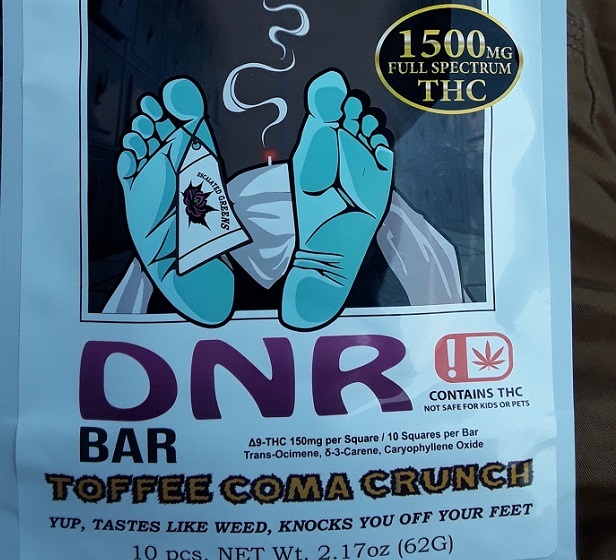 1500MG
FULL SPECTRUM
THC
ESCALATED GREENS
DNR
BAR
!
CONTAINS THC
NOT SAFE FOR KIDS OR PETS
Δ9-THC 150mg per Square / 10 Squares per Bar
Trans-Ocimene, δ-3-Carene, Caryophyllene Oxide
TOFFEE COMA CRUNCH
YUP, TASTES LIKE WEED, KNOCKS YOU OFF YOUR FEET
10 pcs. NET Wt. 2.17oz (62G)